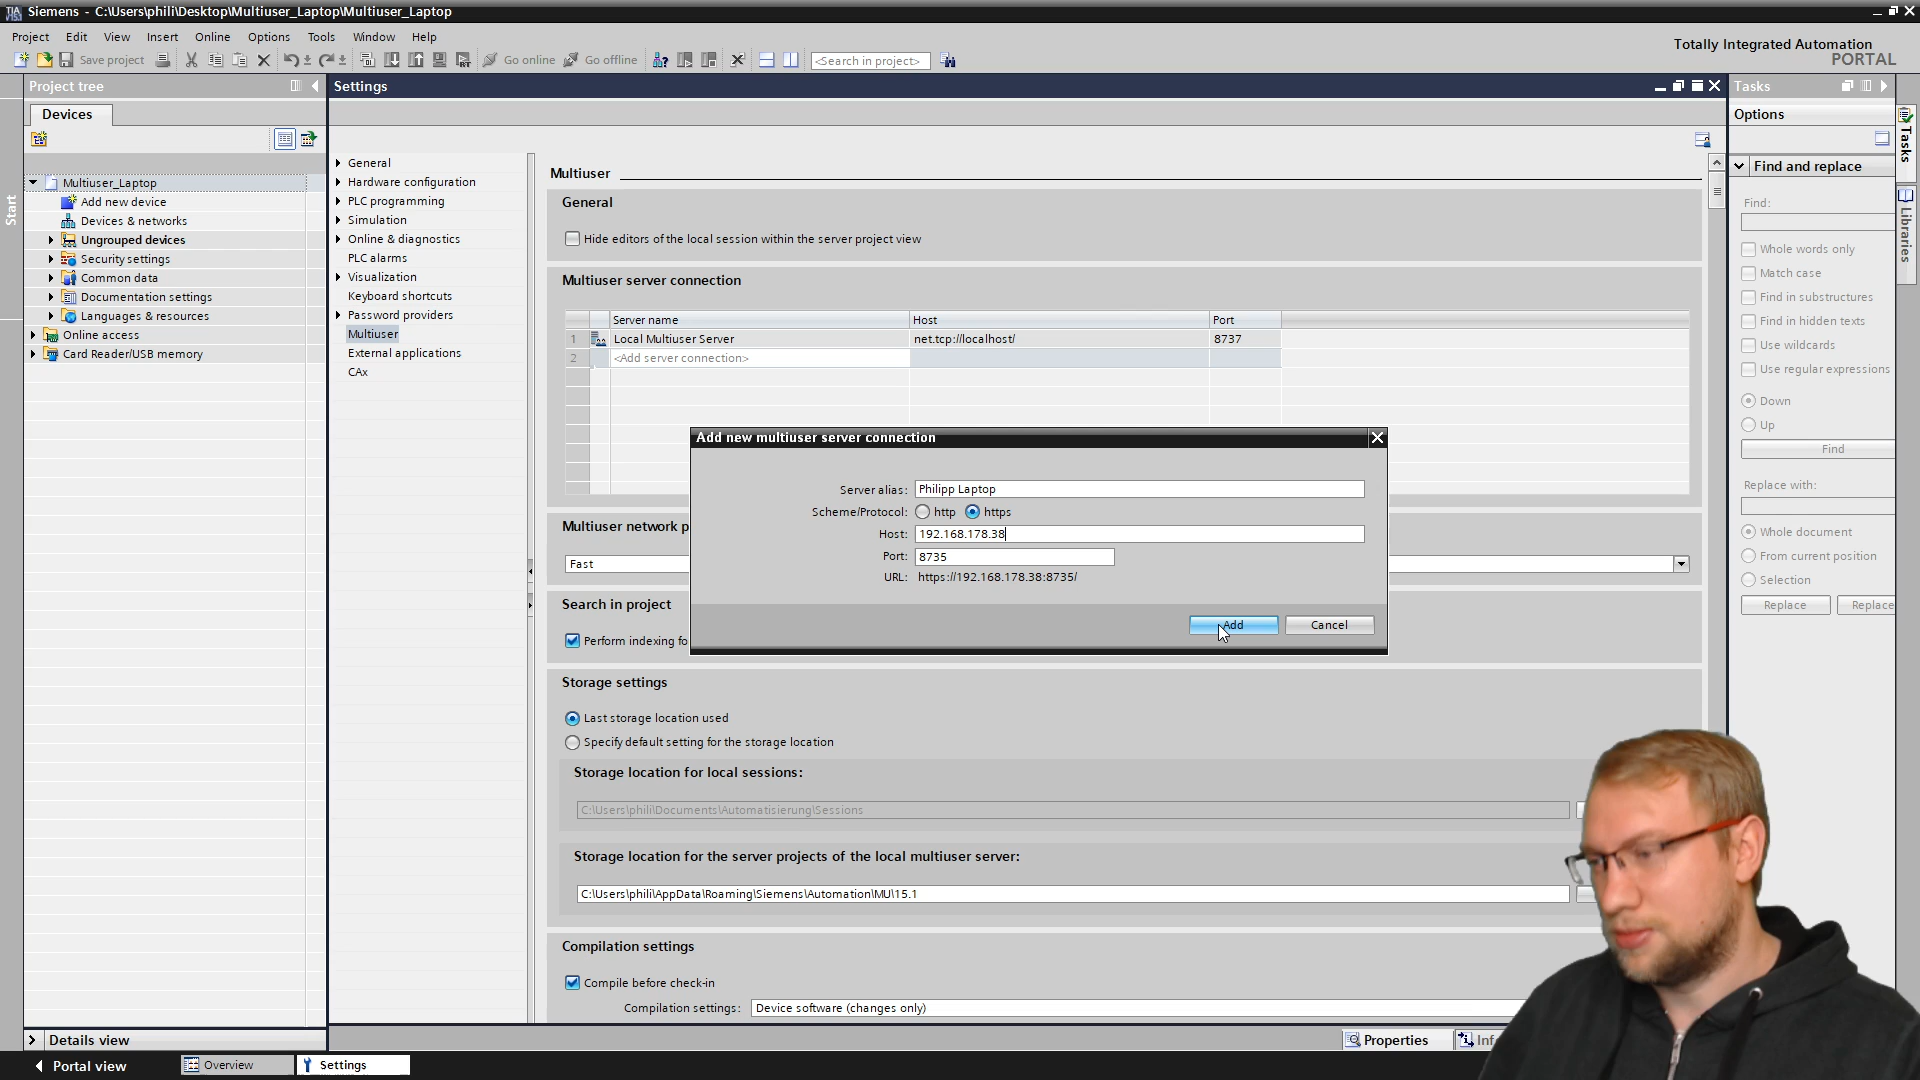 Siemens - C:\Users\phili\Desktop\Multiuser_Laptop\Multiuser_Laptop
Project Edit View Insert Online Options Tools Window Help
Totally Integrated Automation
PORTAL
Save project Go online Go offline <Search in project>
Project tree
Devices
Start
Multiuser_Laptop
Add new device
Devices & networks
Ungrouped devices
Security settings
Common data
Documentation settings
Languages & resources
Online access
Card Reader/USB memory
Details view
Settings
General
Hardware configuration
PLC programming
Simulation
Online & diagnostics
PLC alarms
Visualization
Keyboard shortcuts
Password providers
Multiuser
External applications
CAx
Multiuser
General
Hide editors of the local session within the server project view
Multiuser server connection
Server name Host Port
1 Local Multiuser Server net.tcp://localhost/ 8737
2 <Add server connection>
Add new multiuser server connection
Server alias: Philipp Laptop
Scheme/Protocol: http https
Host: 192.168.178.38
Port: 8735
URL: https://192.168.178.38:8735/
Add Cancel
Multiuser network p
Fast
Search in project
Perform indexing fo
Storage settings
Last storage location used
Specify default setting for the storage location
Storage location for local sessions:
C:\Users\phili\Documents\Automatisierung\Sessions
Storage location for the server projects of the local multiuser server:
C:\Users\phili\AppData\Roaming\Siemens\Automation\MU\15.1
Compilation settings
Compile before check-in
Compilation settings: Device software (changes only)
Properties Info
Tasks
Options
Find and replace
Find:
Whole words only
Match case
Find in substructures
Find in hidden texts
Use wildcards
Use regular expressions
Down
Up
Find
Replace with:
Whole document
From current position
Selection
Replace Replace
Tasks
Libraries
Portal view Overview Settings